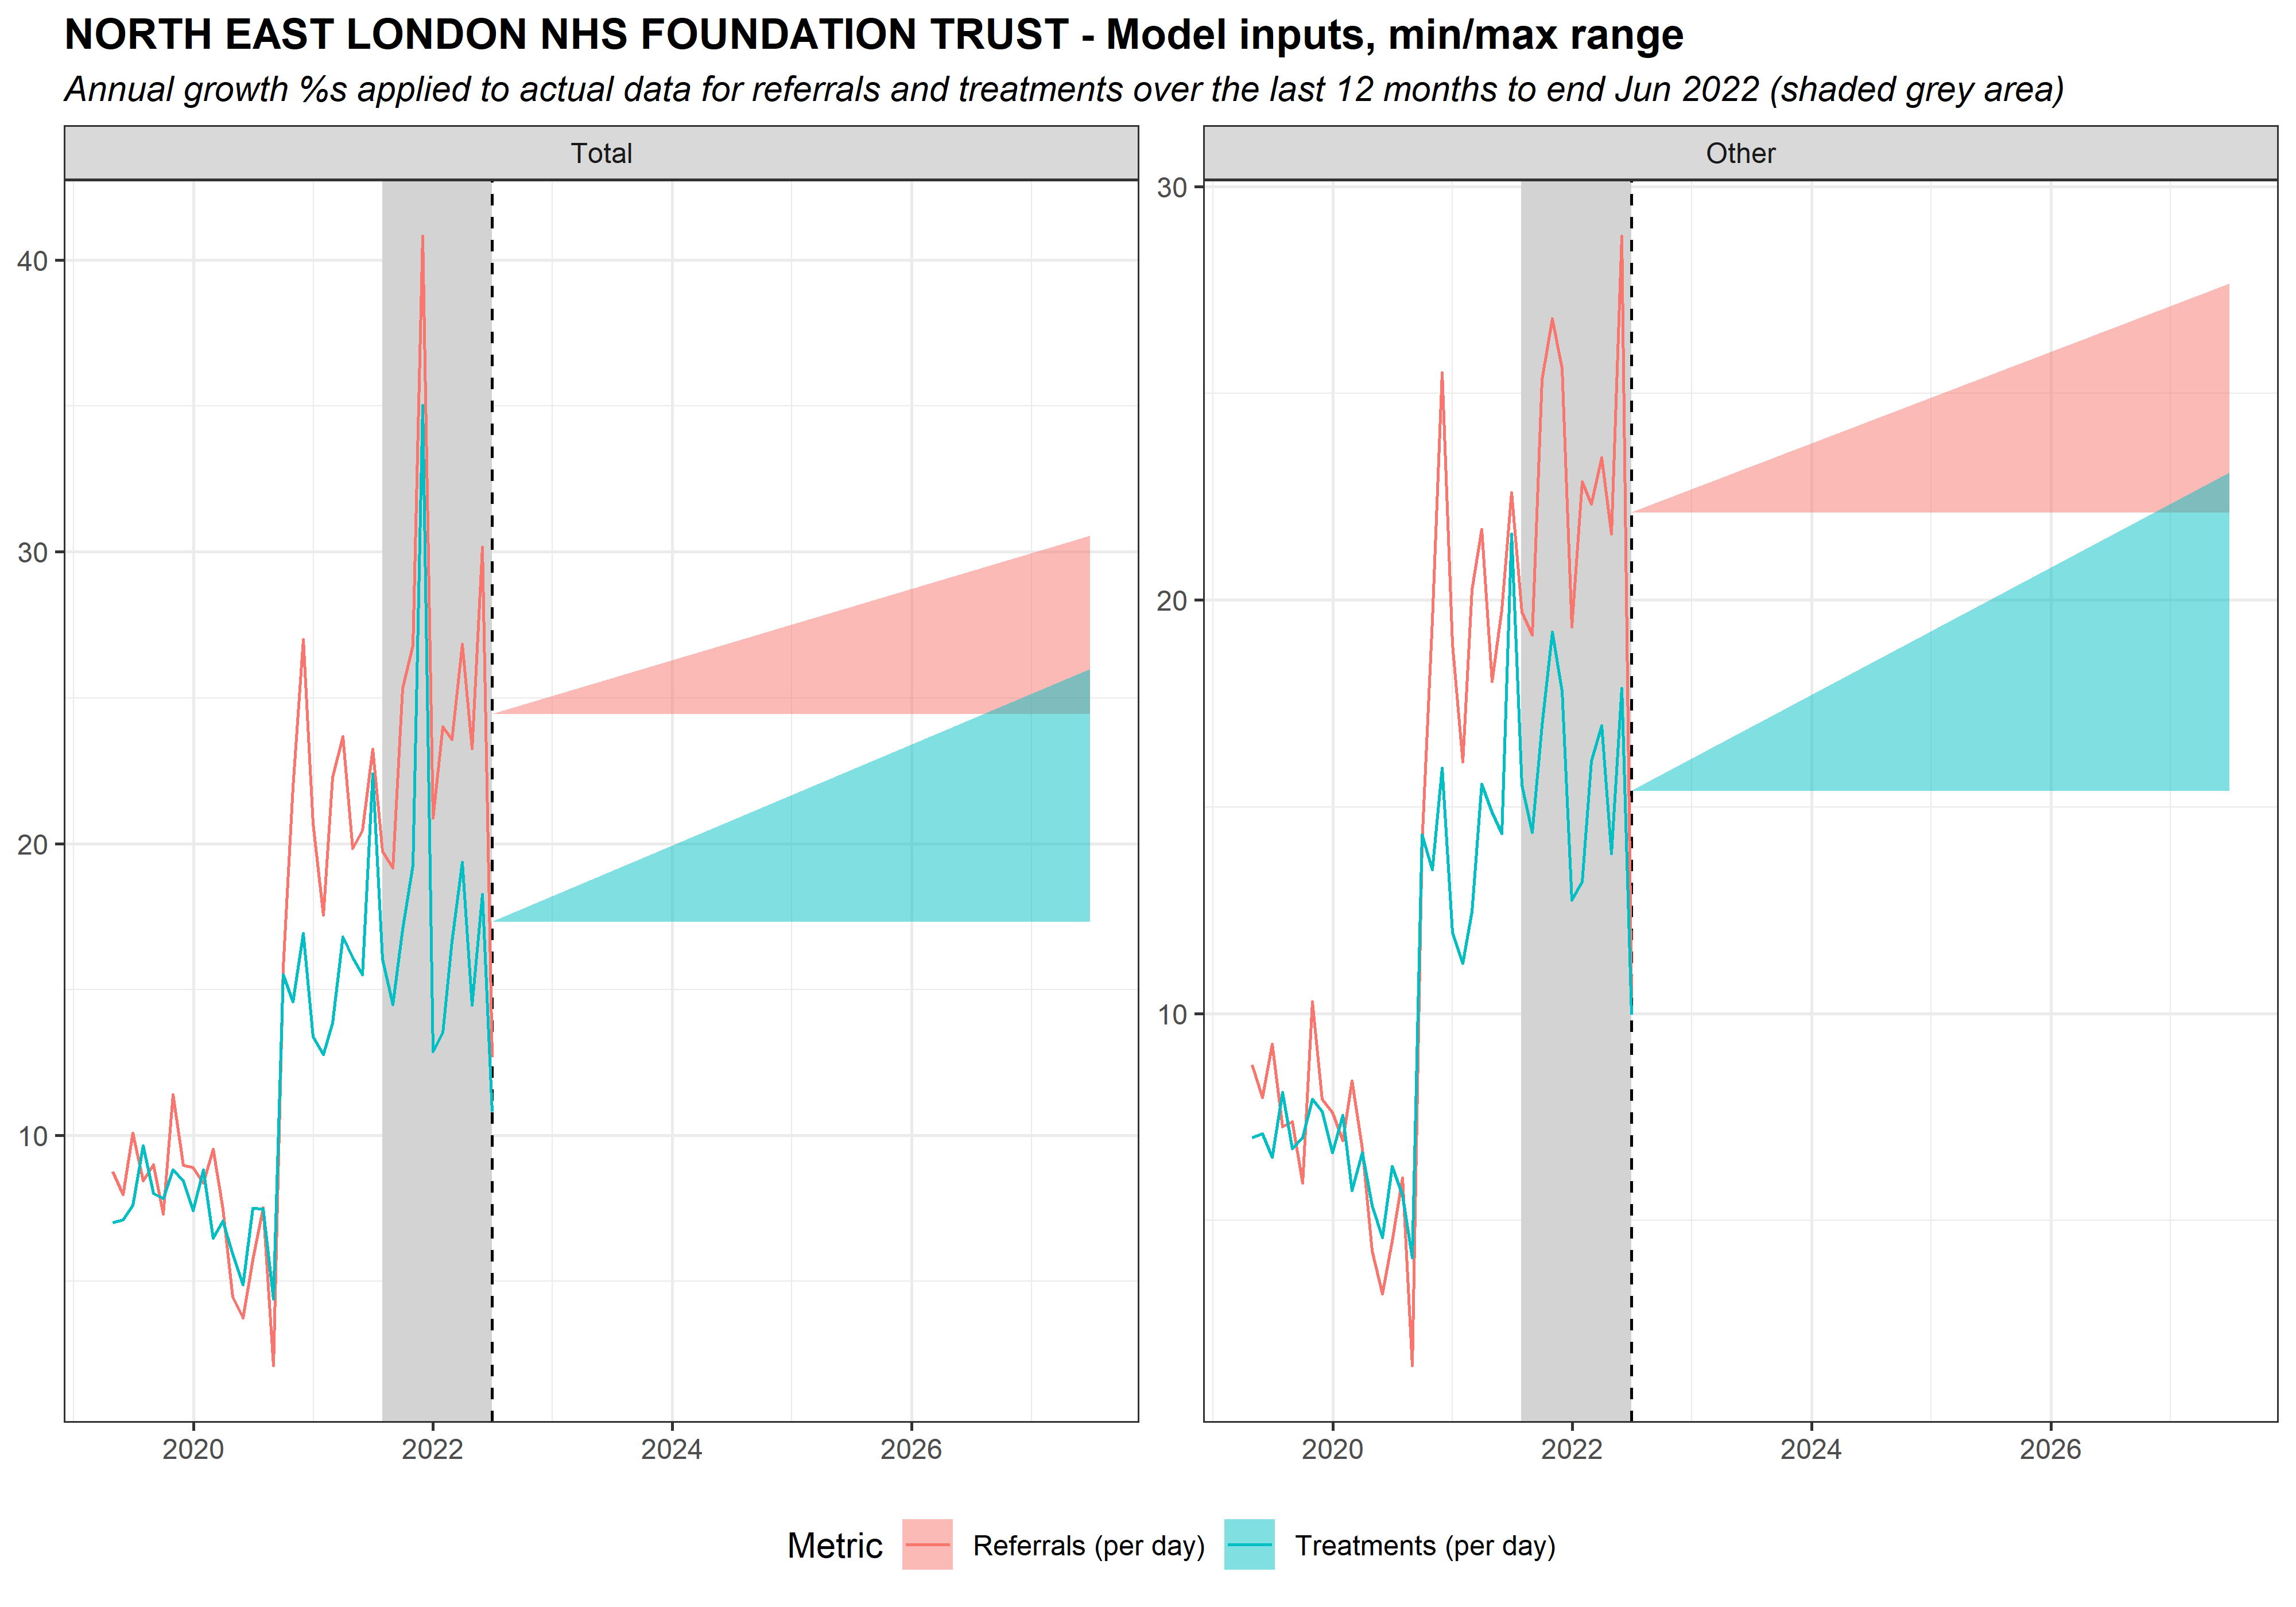 NORTH EAST LONDON NHS FOUNDATION TRUST - Model inputs, min/max range
Annual growth %s applied to actual data for referrals and treatments over the last 12 months to end Jun 2022 (shaded grey area)
Total
40
30
20
10
2020 2022 2024 2026
Other
30
20
10
2020 2022 2024 2026
Metric Referrals (per day) Treatments (per day)